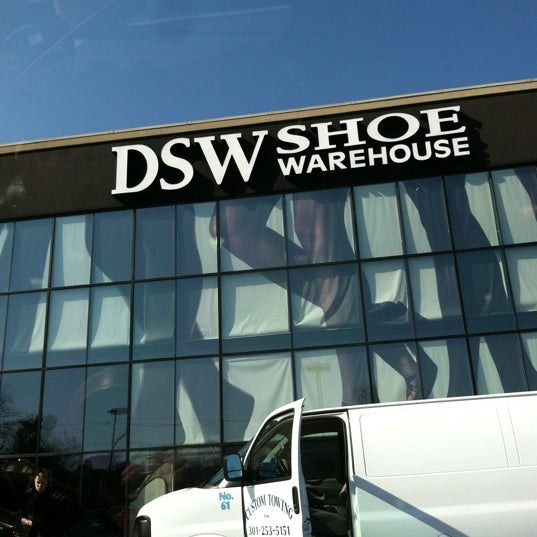 DSW SHOE
WAREHOUSE
No.
61
CUSTOM TOWING
301-253-5151